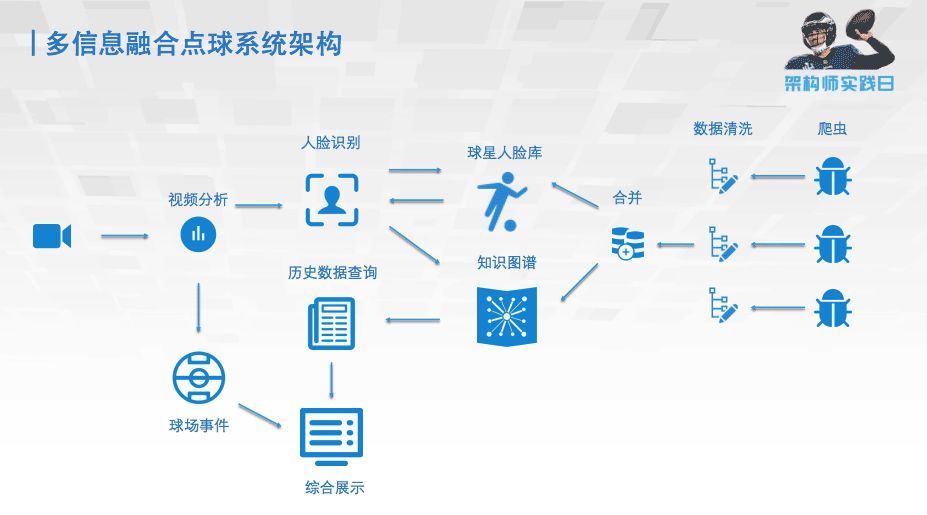 多信息融合点球系统架构
架构师实践日
数据清洗
爬虫
人脸识别
球星人脸库
视频分析
合并
历史数据查询
知识图谱
球场事件
综合展示